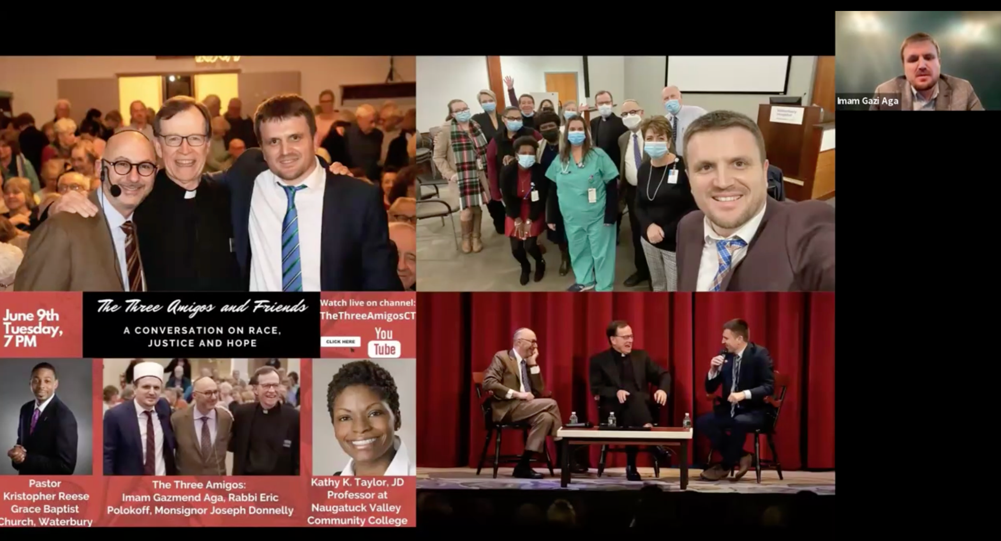 Imam Gazi Aga
June 9th
Tuesday,
7 PM
The Three Amigos and Friends
A CONVERSATION ON RACE,
JUSTICE AND HOPE
Watch live on channel:
TheThreeAmigosCT
CLICK HERE
You
Tube
Pastor
Kristopher Reese
Grace Baptist
Church, Waterbury
The Three Amigos:
Imam Gazmend Aga, Rabbi Eric
Polokoff, Monsignor Joseph Donnelly
Kathy K. Taylor, JD
Professor at
Naugatuck Valley
Community College